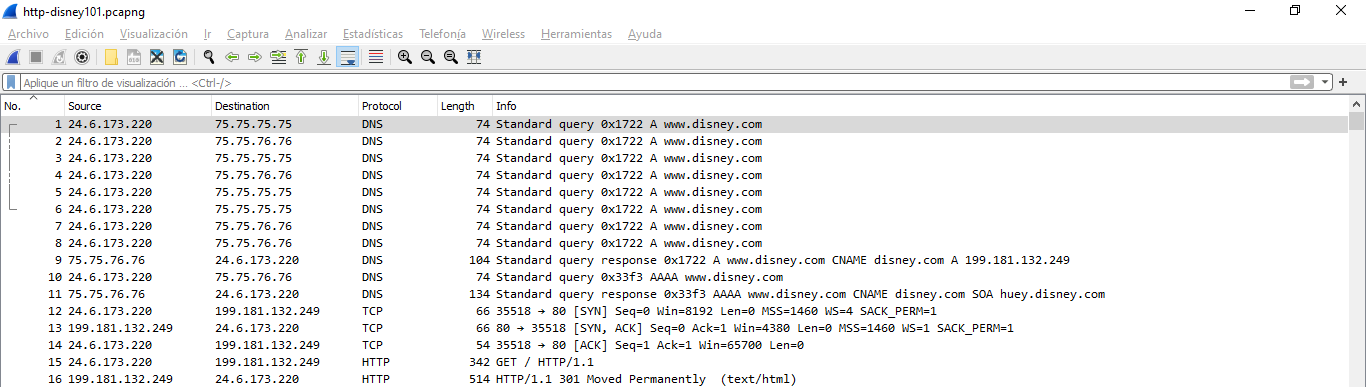 http-disney101.pcapng
Archivo Edición Visualización Ir Captura Analizar Estadísticas Telefonía Wireless Herramientas Ayuda
Aplique un filtro de visualización ... <Ctrl-/>
No. Source Destination Protocol Length Info
1 24.6.173.220 75.75.75.75 DNS 74 Standard query 0x1722 A www.disney.com
2 24.6.173.220 75.75.76.76 DNS 74 Standard query 0x1722 A www.disney.com
3 24.6.173.220 75.75.75.75 DNS 74 Standard query 0x1722 A www.disney.com
4 24.6.173.220 75.75.76.76 DNS 74 Standard query 0x1722 A www.disney.com
5 24.6.173.220 75.75.75.75 DNS 74 Standard query 0x1722 A www.disney.com
6 24.6.173.220 75.75.75.75 DNS 74 Standard query 0x1722 A www.disney.com
7 24.6.173.220 75.75.76.76 DNS 74 Standard query 0x1722 A www.disney.com
8 24.6.173.220 75.75.76.76 DNS 74 Standard query 0x1722 A www.disney.com
9 75.75.76.76 24.6.173.220 DNS 104 Standard query response 0x1722 A www.disney.com CNAME disney.com A 199.181.132.249
10 24.6.173.220 75.75.76.76 DNS 74 Standard query 0x33f3 AAAA www.disney.com
11 75.75.76.76 24.6.173.220 DNS 134 Standard query response 0x33f3 AAAA www.disney.com CNAME disney.com SOA huey.disney.com
12 24.6.173.220 199.181.132.249 TCP 66 35518 → 80 [SYN] Seq=0 Win=8192 Len=0 MSS=1460 WS=4 SACK_PERM=1
13 199.181.132.249 24.6.173.220 TCP 66 80 → 35518 [SYN, ACK] Seq=0 Ack=1 Win=4380 Len=0 MSS=1460 WS=1 SACK_PERM=1
14 24.6.173.220 199.181.132.249 TCP 54 35518 → 80 [ACK] Seq=1 Ack=1 Win=65700 Len=0
15 24.6.173.220 199.181.132.249 HTTP 342 GET / HTTP/1.1
16 199.181.132.249 24.6.173.220 HTTP 514 HTTP/1.1 301 Moved Permanently (text/html)